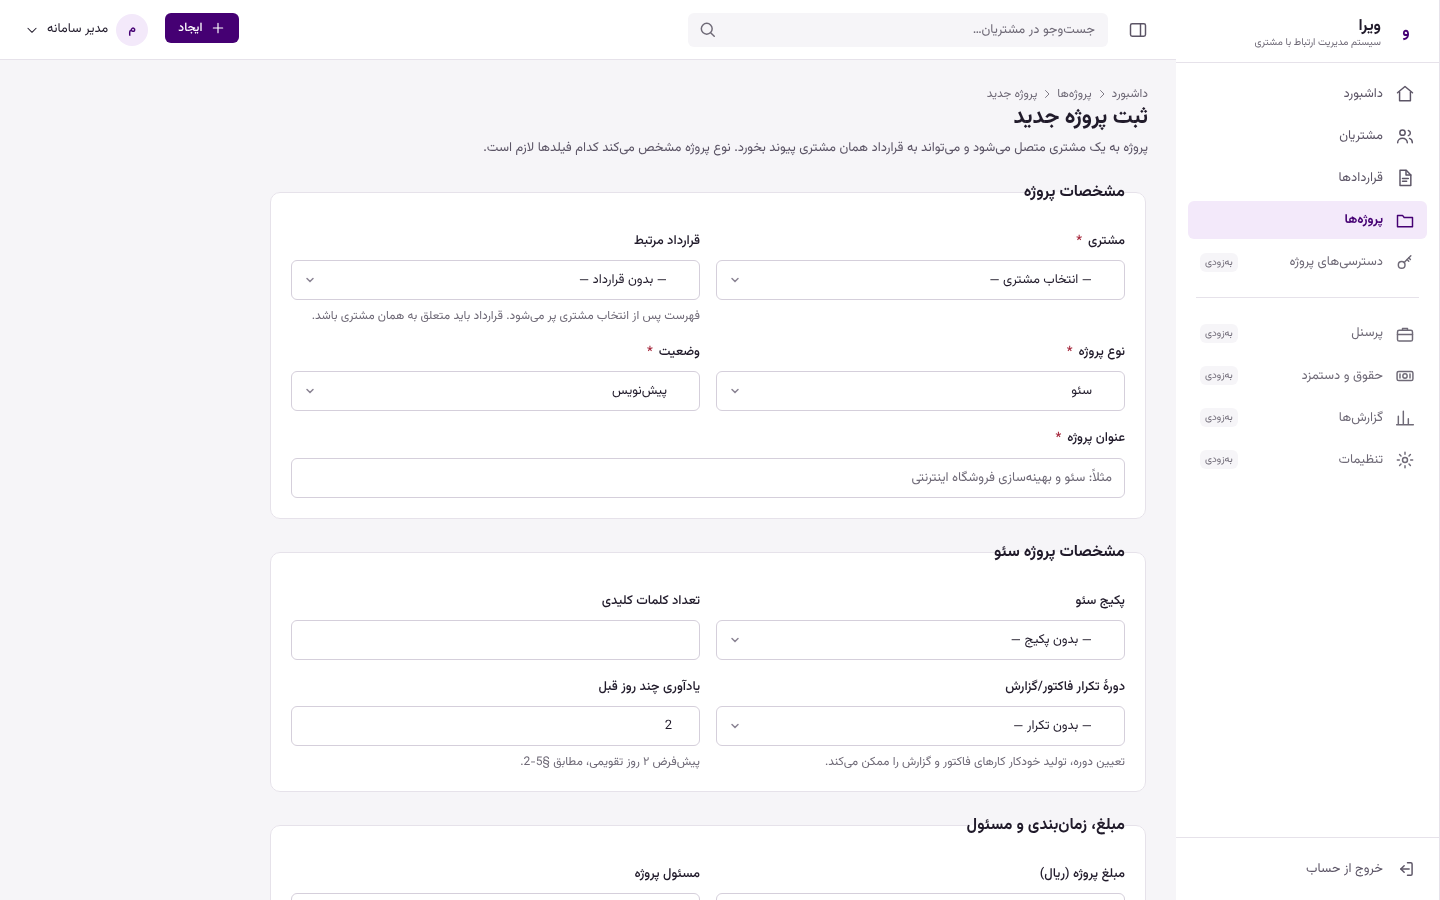 و
ویرا
سیستم مدیریت ارتباط با مشتری
داشبورد
مشتریان
قراردادها
پروژه‌ها
دسترسی‌های پروژه
به‌زودی
پرسنل
به‌زودی
حقوق و دستمزد
به‌زودی
گزارش‌ها
به‌زودی
تنظیمات
به‌زودی
خروج از حساب
جست‌وجو در مشتریان…
ایجاد
م
مدیر سامانه
داشبورد
پروژه‌ها
پروژه جدید
ثبت پروژه جدید
پروژه به یک مشتری متصل می‌شود و می‌تواند به قرارداد همان مشتری پیوند بخورد. نوع پروژه مشخص می‌کند کدام فیلدها لازم است.
مشخصات پروژه
مشتری *
— انتخاب مشتری —
قرارداد مرتبط
— بدون قرارداد —
فهرست پس از انتخاب مشتری پر می‌شود. قرارداد باید متعلق به همان مشتری باشد.
نوع پروژه *
سئو
وضعیت *
پیش‌نویس
عنوان پروژه *
مثلاً: سئو و بهینه‌سازی فروشگاه اینترنتی
مشخصات پروژه سئو
پکیج سئو
— بدون پکیج —
تعداد کلمات کلیدی
دورهٔ تکرار فاکتور/گزارش
— بدون تکرار —
تعیین دوره، تولید خودکار کارهای فاکتور و گزارش را ممکن می‌کند.
یادآوری چند روز قبل
2
پیش‌فرض ۲ روز تقویمی، مطابق §5-2.
مبلغ، زمان‌بندی و مسئول
مبلغ پروژه (ریال)
مسئول پروژه